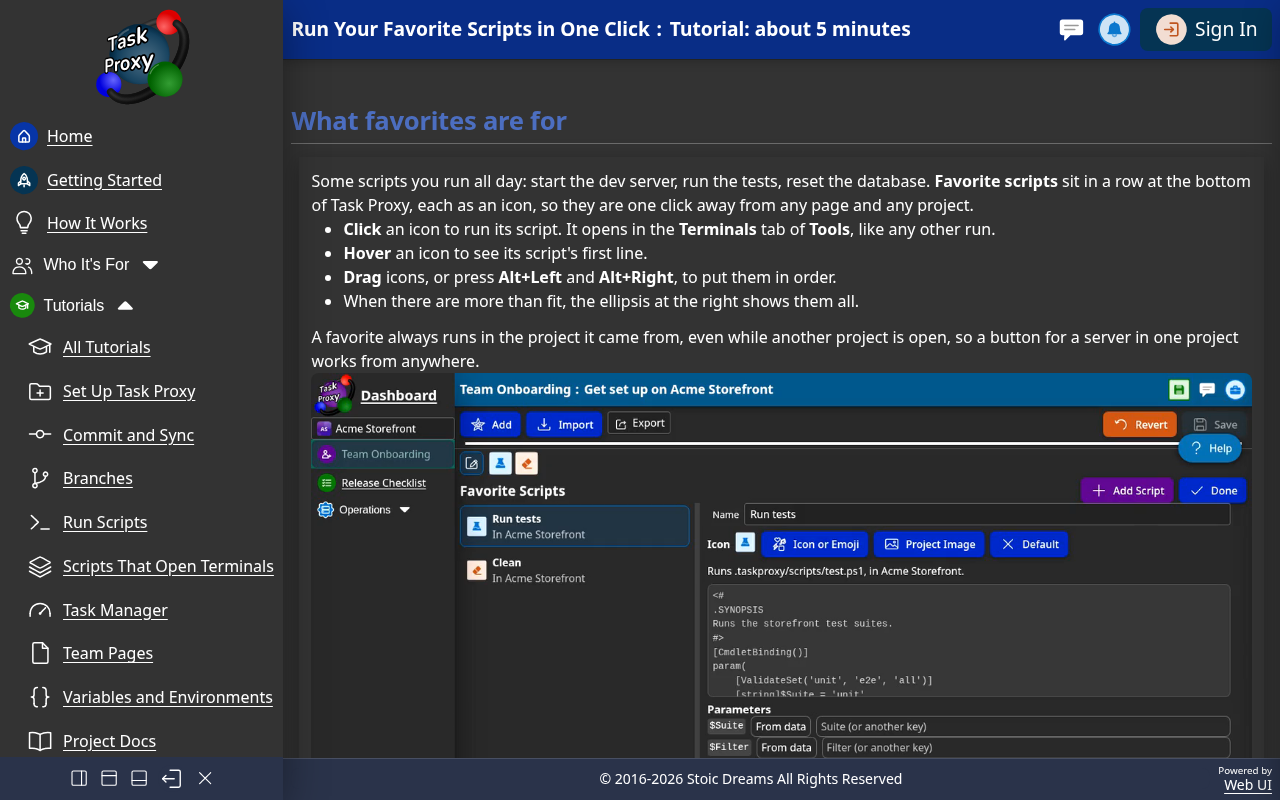 Task Proxy
Home
Getting Started
How It Works
Who It's For
Tutorials
All Tutorials
Set Up Task Proxy
Commit and Sync
Branches
Run Scripts
Scripts That Open Terminals
Task Manager
Team Pages
Variables and Environments
Project Docs
Run Your Favorite Scripts in One Click : Tutorial: about 5 minutes
Sign In
What favorites are for
Some scripts you run all day: start the dev server, run the tests, reset the database. Favorite scripts sit in a row at the bottom
of Task Proxy, each as an icon, so they are one click away from any page and any project.
Click an icon to run its script. It opens in the Terminals tab of Tools, like any other run.
Hover an icon to see its script's first line.
Drag icons, or press Alt+Left and Alt+Right, to put them in order.
When there are more than fit, the ellipsis at the right shows them all.
A favorite always runs in the project it came from, even while another project is open, so a button for a server in one project
works from anywhere.
Task Proxy
Dashboard
AS Acme Storefront
Team Onboarding
Release Checklist
Operations
Team Onboarding : Get set up on Acme Storefront
Add
Import
Export
Revert
Save
Help
Favorite Scripts
Add Script
Done
Run tests
In Acme Storefront
Clean
In Acme Storefront
Name Run tests
Icon
Icon or Emoji
Project Image
Default
Runs .taskproxy/scripts/test.ps1, in Acme Storefront.
<#
.SYNOPSIS
Runs the storefront test suites.
#>
[CmdletBinding()]
param(
[ValidateSet('unit', 'e2e', 'all')]
[string]$Suite = 'unit'
Parameters
$Suite From data Suite (or another key)
$Filter From data Filter (or another key)
© 2016-2026 Stoic Dreams All Rights Reserved
Powered by
Web UI